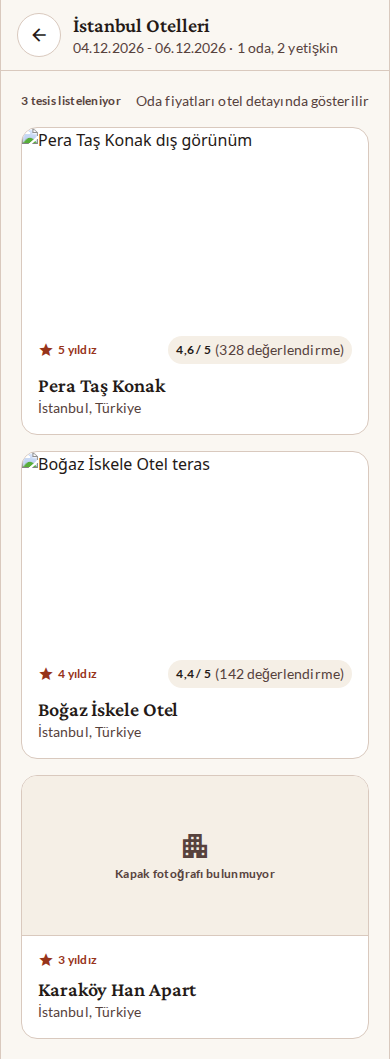 İstanbul Otelleri
04.12.2026 - 06.12.2026 · 1 oda, 2 yetişkin
3 tesis listeleniyor Oda fiyatları otel detayında gösterilir
Pera Taş Konak dış görünüm
5 yıldız 4,6 / 5 (328 değerlendirme)
Pera Taş Konak
İstanbul, Türkiye
Boğaz İskele Otel teras
4 yıldız 4,4 / 5 (142 değerlendirme)
Boğaz İskele Otel
İstanbul, Türkiye
Kapak fotoğrafı bulunmuyor
3 yıldız
Karaköy Han Apart
İstanbul, Türkiye